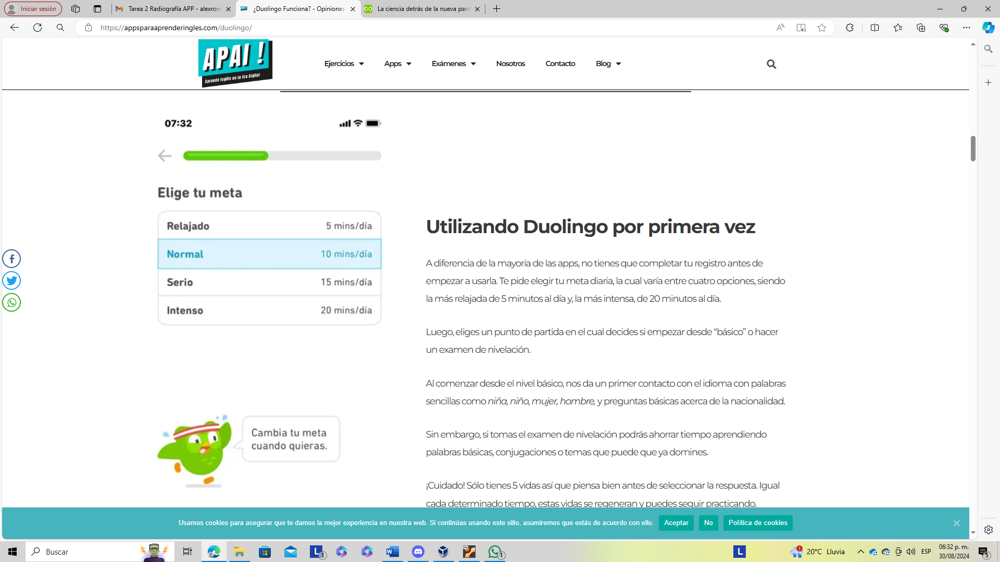 Iniciar sesión
Tarea 2 Radiografía APP - alexrom
¿Duolingo Funciona? - Opiniones
La ciencia detrás de la nueva pant
https://appsparaaprenderingles.com/duolingo/
APAI !
Aprende Inglés en la Era Digital
Ejercicios
Apps
Exámenes
Nosotros
Contacto
Blog
07:32
Elige tu meta
Relajado 5 mins/día
Normal 10 mins/día
Serio 15 mins/día
Intenso 20 mins/día
Cambia tu meta
cuando quieras.
Utilizando Duolingo por primera vez
A diferencia de la mayoría de las apps, no tienes que completar tu registro antes de
empezar a usarla. Te pide elegir tu meta diaria, la cual varía entre cuatro opciones, siendo
la más relajada de 5 minutos al día y, la más intensa, de 20 minutos al día.
Luego, eliges un punto de partida en el cual decides si empezar desde “básico” o hacer
un examen de nivelación.
Al comenzar desde el nivel básico, nos da un primer contacto con el idioma con palabras
sencillas como niña, niño, mujer, hombre, y preguntas básicas acerca de la nacionalidad.
Sin embargo, si tomas el examen de nivelación podrás ahorrar tiempo aprendiendo
palabras básicas, conjugaciones o temas que puede que ya domines.
¡Cuidado! Sólo tienes 5 vidas así que piensa bien antes de seleccionar la respuesta. Igual
cada determinado tiempo, estas vidas se regeneran y puedes seguir practicando.
Usamos cookies para asegurar que te damos la mejor experiencia en nuestra web. Si continúas usando este sitio, asumiremos que estás de acuerdo con ello.
Aceptar
No
Política de cookies
Buscar
20°C Lluvia
ESP
06:32 p. m.
30/08/2024